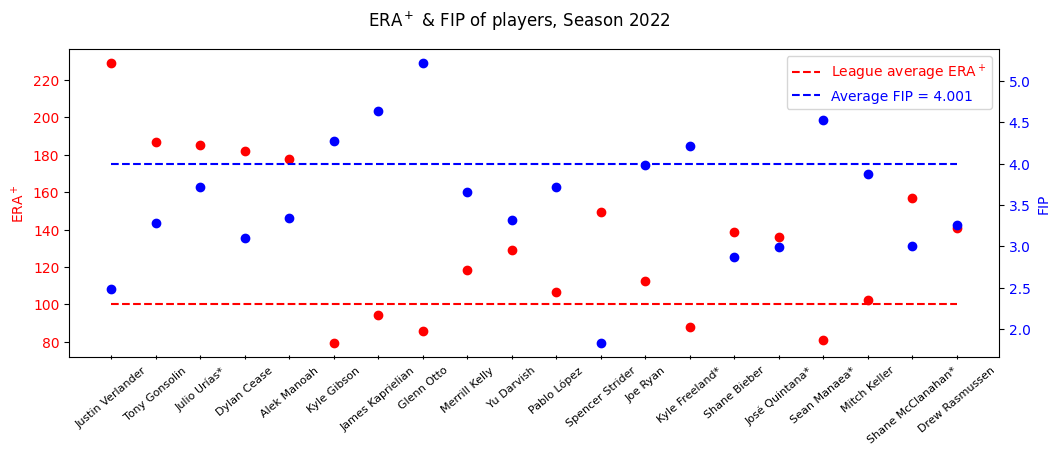 ERA+ & FIP of players, Season 2022
League average ERA+
Average FIP = 4.001
ERA+
220
200
180
160
140
120
100
80
FIP
5.0
4.5
4.0
3.5
3.0
2.5
2.0
Justin Verlander
Tony Gonsolin
Julio Urías*
Dylan Cease
Alek Manoah
Kyle Gibson
James Kaprielian
Glenn Otto
Merrill Kelly
Yu Darvish
Pablo López
Spencer Strider
Joe Ryan
Kyle Freeland*
Shane Bieber
José Quintana*
Sean Manaea*
Mitch Keller
Shane McClanahan*
Drew Rasmussen